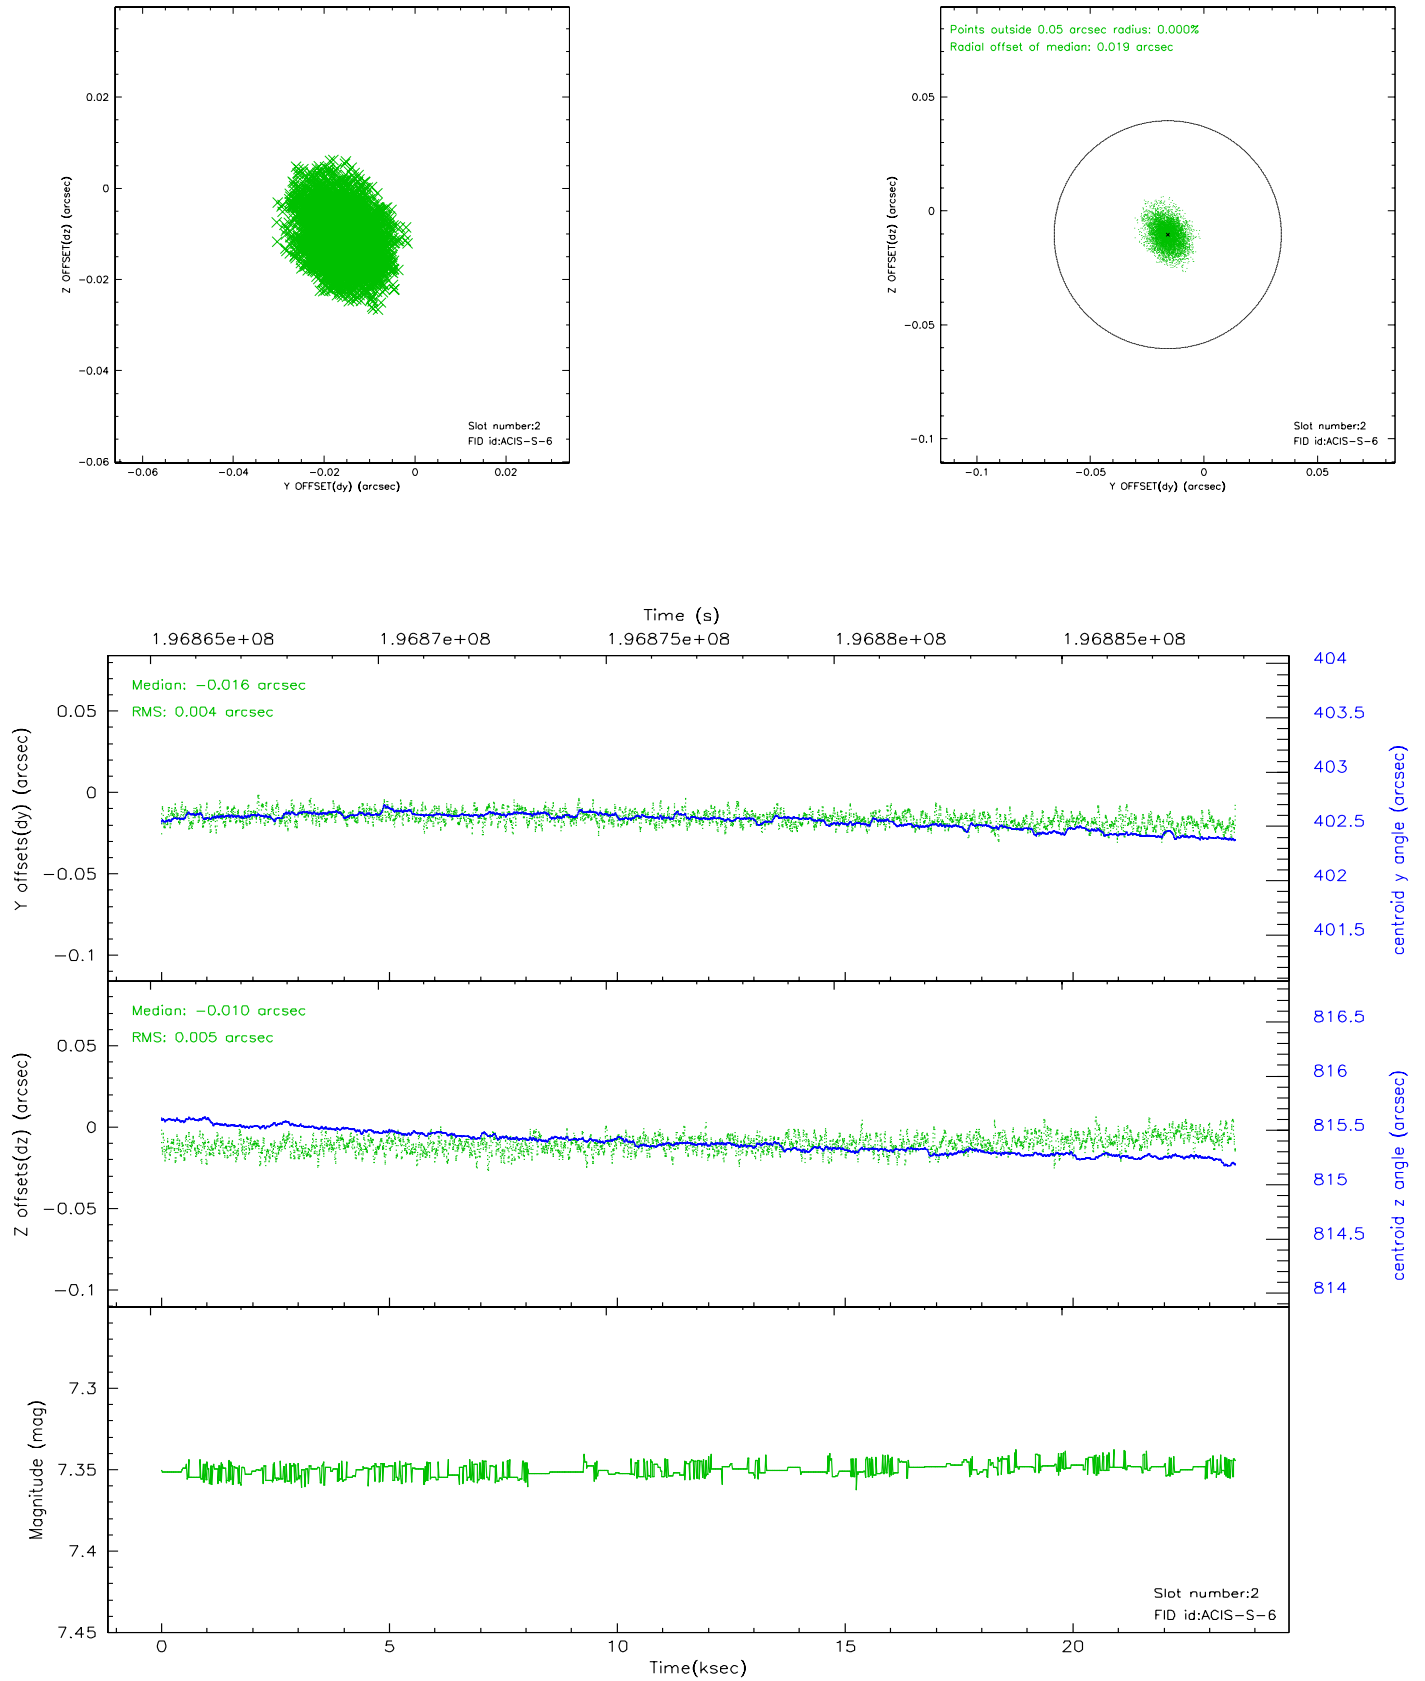 0.02
0
-0.02
-0.04
-0.06
Z OFFSET(dz) (arcsec)
Slot number:2
FID id:ACIS-S-6
-0.06
-0.04
-0.02
0
0.02
Y OFFSET(dy) (arcsec)
Points outside 0.05 arcsec radius: 0.000%
Radial offset of median: 0.019 arcsec
0.05
0
-0.05
-0.1
Z OFFSET(dz) (arcsec)
Slot number:2
FID id:ACIS-S-6
-0.1
-0.05
0
0.05
Y OFFSET(dy) (arcsec)
Time (s)
1.96865e+08
1.9687e+08
1.96875e+08
1.9688e+08
1.96885e+08
Median: -0.016 arcsec
RMS: 0.004 arcsec
0.05
0
-0.05
-0.1
Y offsets(dy) (arcsec)
404
403.5
403
402.5
402
401.5
centroid y angle (arcsec)
Median: -0.010 arcsec
RMS: 0.005 arcsec
0.05
0
-0.05
-0.1
Z offsets(dz) (arcsec)
816.5
816
815.5
815
814.5
814
centroid z angle (arcsec)
7.3
7.35
7.4
7.45
Magnitude (mag)
Slot number:2
FID id:ACIS-S-6
0
5
10
15
20
Time(ksec)